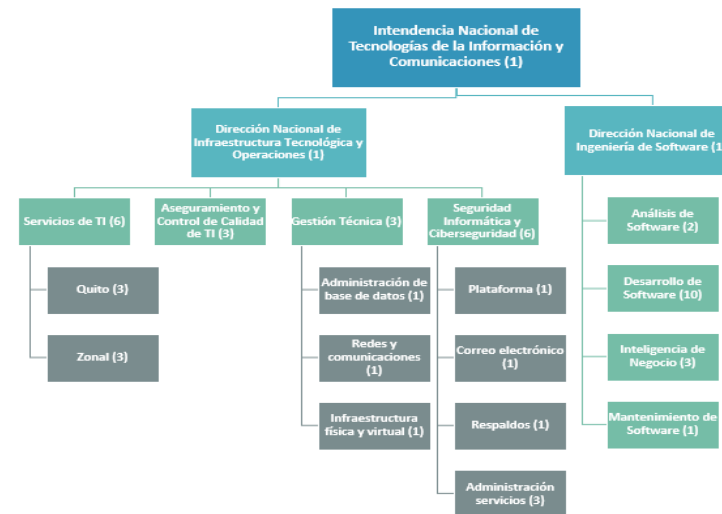 Intendencia Nacional de
Tecnologías de la Información y
Comunicaciones (1)
Dirección Nacional de
Infraestructura Tecnológica y
Operaciones (1)
Dirección Nacional de
Ingeniería de Software (1
Servicios de TI (6)
Aseguramiento y
Control de Calidad
de TI (3)
Gestión Técnica (3)
Seguridad
Informática y
Ciberseguridad (6)
Análisis de
Software (2)
Quito (3)
Administración de
base de datos (1)
Plataforma (1)
Desarrollo de
Software (10)
Zonal (3)
Redes y
comunicaciones
(1)
Correo electrónico
(1)
Inteligencia de
Negocio (3)
Infraestructura
física y virtual (1)
Respaldos (1)
Mantenimiento de
Software (1)
Administración
servicios (3)